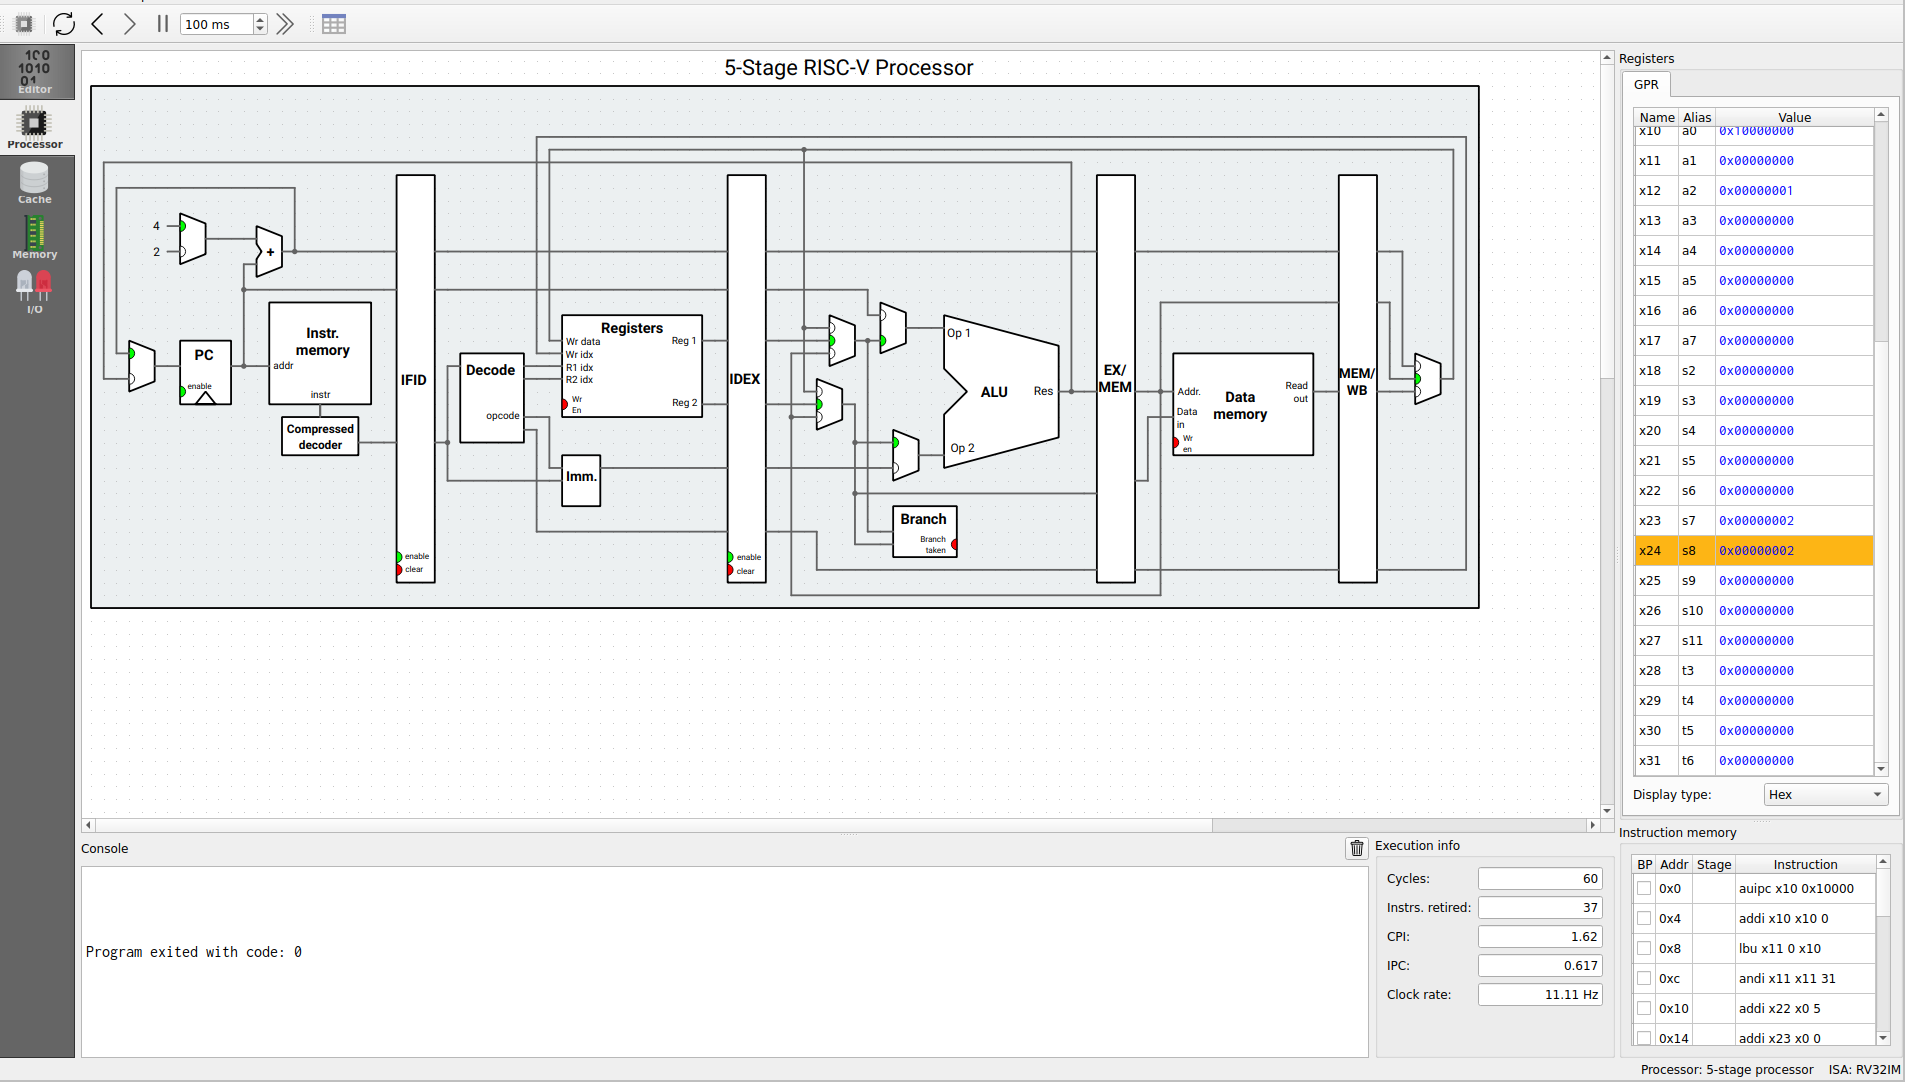 100 ms
100
1010
01
Editor
Processor
Cache
Memory
I/O
5-Stage RISC-V Processor
4
2
+
PC
enable
Instr.
memory
addr
instr
Compressed
decoder
IFID
enable
clear
Decode
opcode
Registers
Wr data
Wr idx
R1 idx
R2 idx
Wr
En
Reg 1
Reg 2
Imm.
IDEX
enable
clear
Op 1
ALU
Res
Op 2
Branch
Branch
taken
EX/
MEM
Addr.
Data
in
Wr
en
Data
memory
Read
out
MEM/
WB
Registers
GPR
Name Alias Value
x10 a0 0x10000000
x11 a1 0x00000000
x12 a2 0x00000001
x13 a3 0x00000000
x14 a4 0x00000000
x15 a5 0x00000000
x16 a6 0x00000000
x17 a7 0x00000000
x18 s2 0x00000000
x19 s3 0x00000000
x20 s4 0x00000000
x21 s5 0x00000000
x22 s6 0x00000000
x23 s7 0x00000002
x24 s8 0x00000002
x25 s9 0x00000000
x26 s10 0x00000000
x27 s11 0x00000000
x28 t3 0x00000000
x29 t4 0x00000000
x30 t5 0x00000000
x31 t6 0x00000000
Display type: Hex
Console
Program exited with code: 0
Execution info
Cycles: 60
Instrs. retired: 37
CPI: 1.62
IPC: 0.617
Clock rate: 11.11 Hz
Instruction memory
BP Addr Stage Instruction
0x0 auipc x10 0x10000
0x4 addi x10 x10 0
0x8 lbu x11 0 x10
0xc andi x11 x11 31
0x10 addi x22 x0 5
0x14 addi x23 x0 0
Processor: 5-stage processor ISA: RV32IM